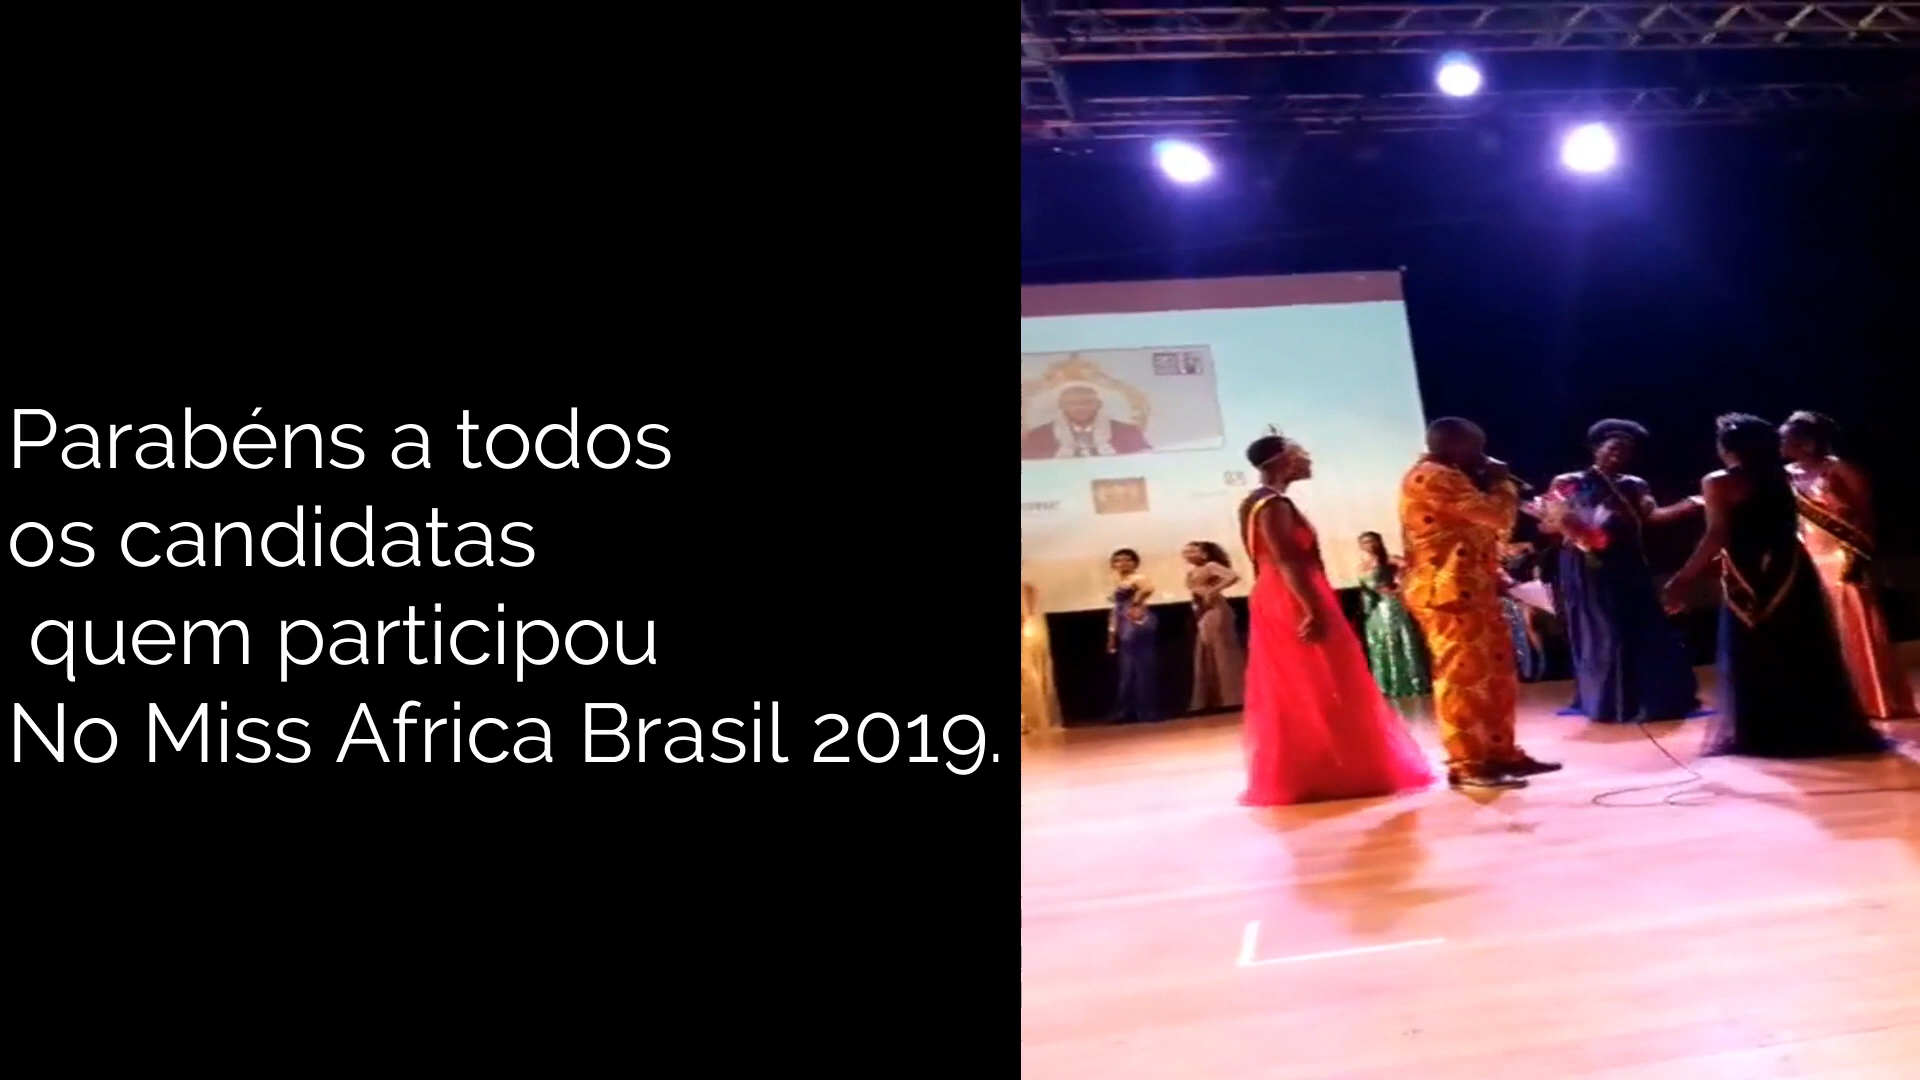 Parabéns a todos
os candidatas
quem participou
No Miss Africa Brasil 2019.